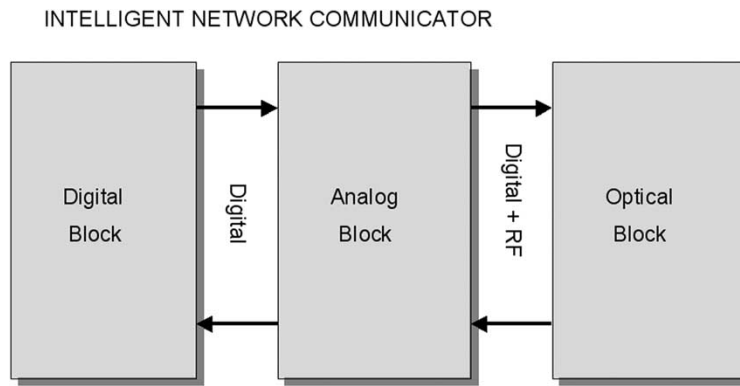 INTELLIGENT NETWORK COMMUNICATOR
Digital
Block
Digital
Analog
Block
Digital + RF
Optical
Block